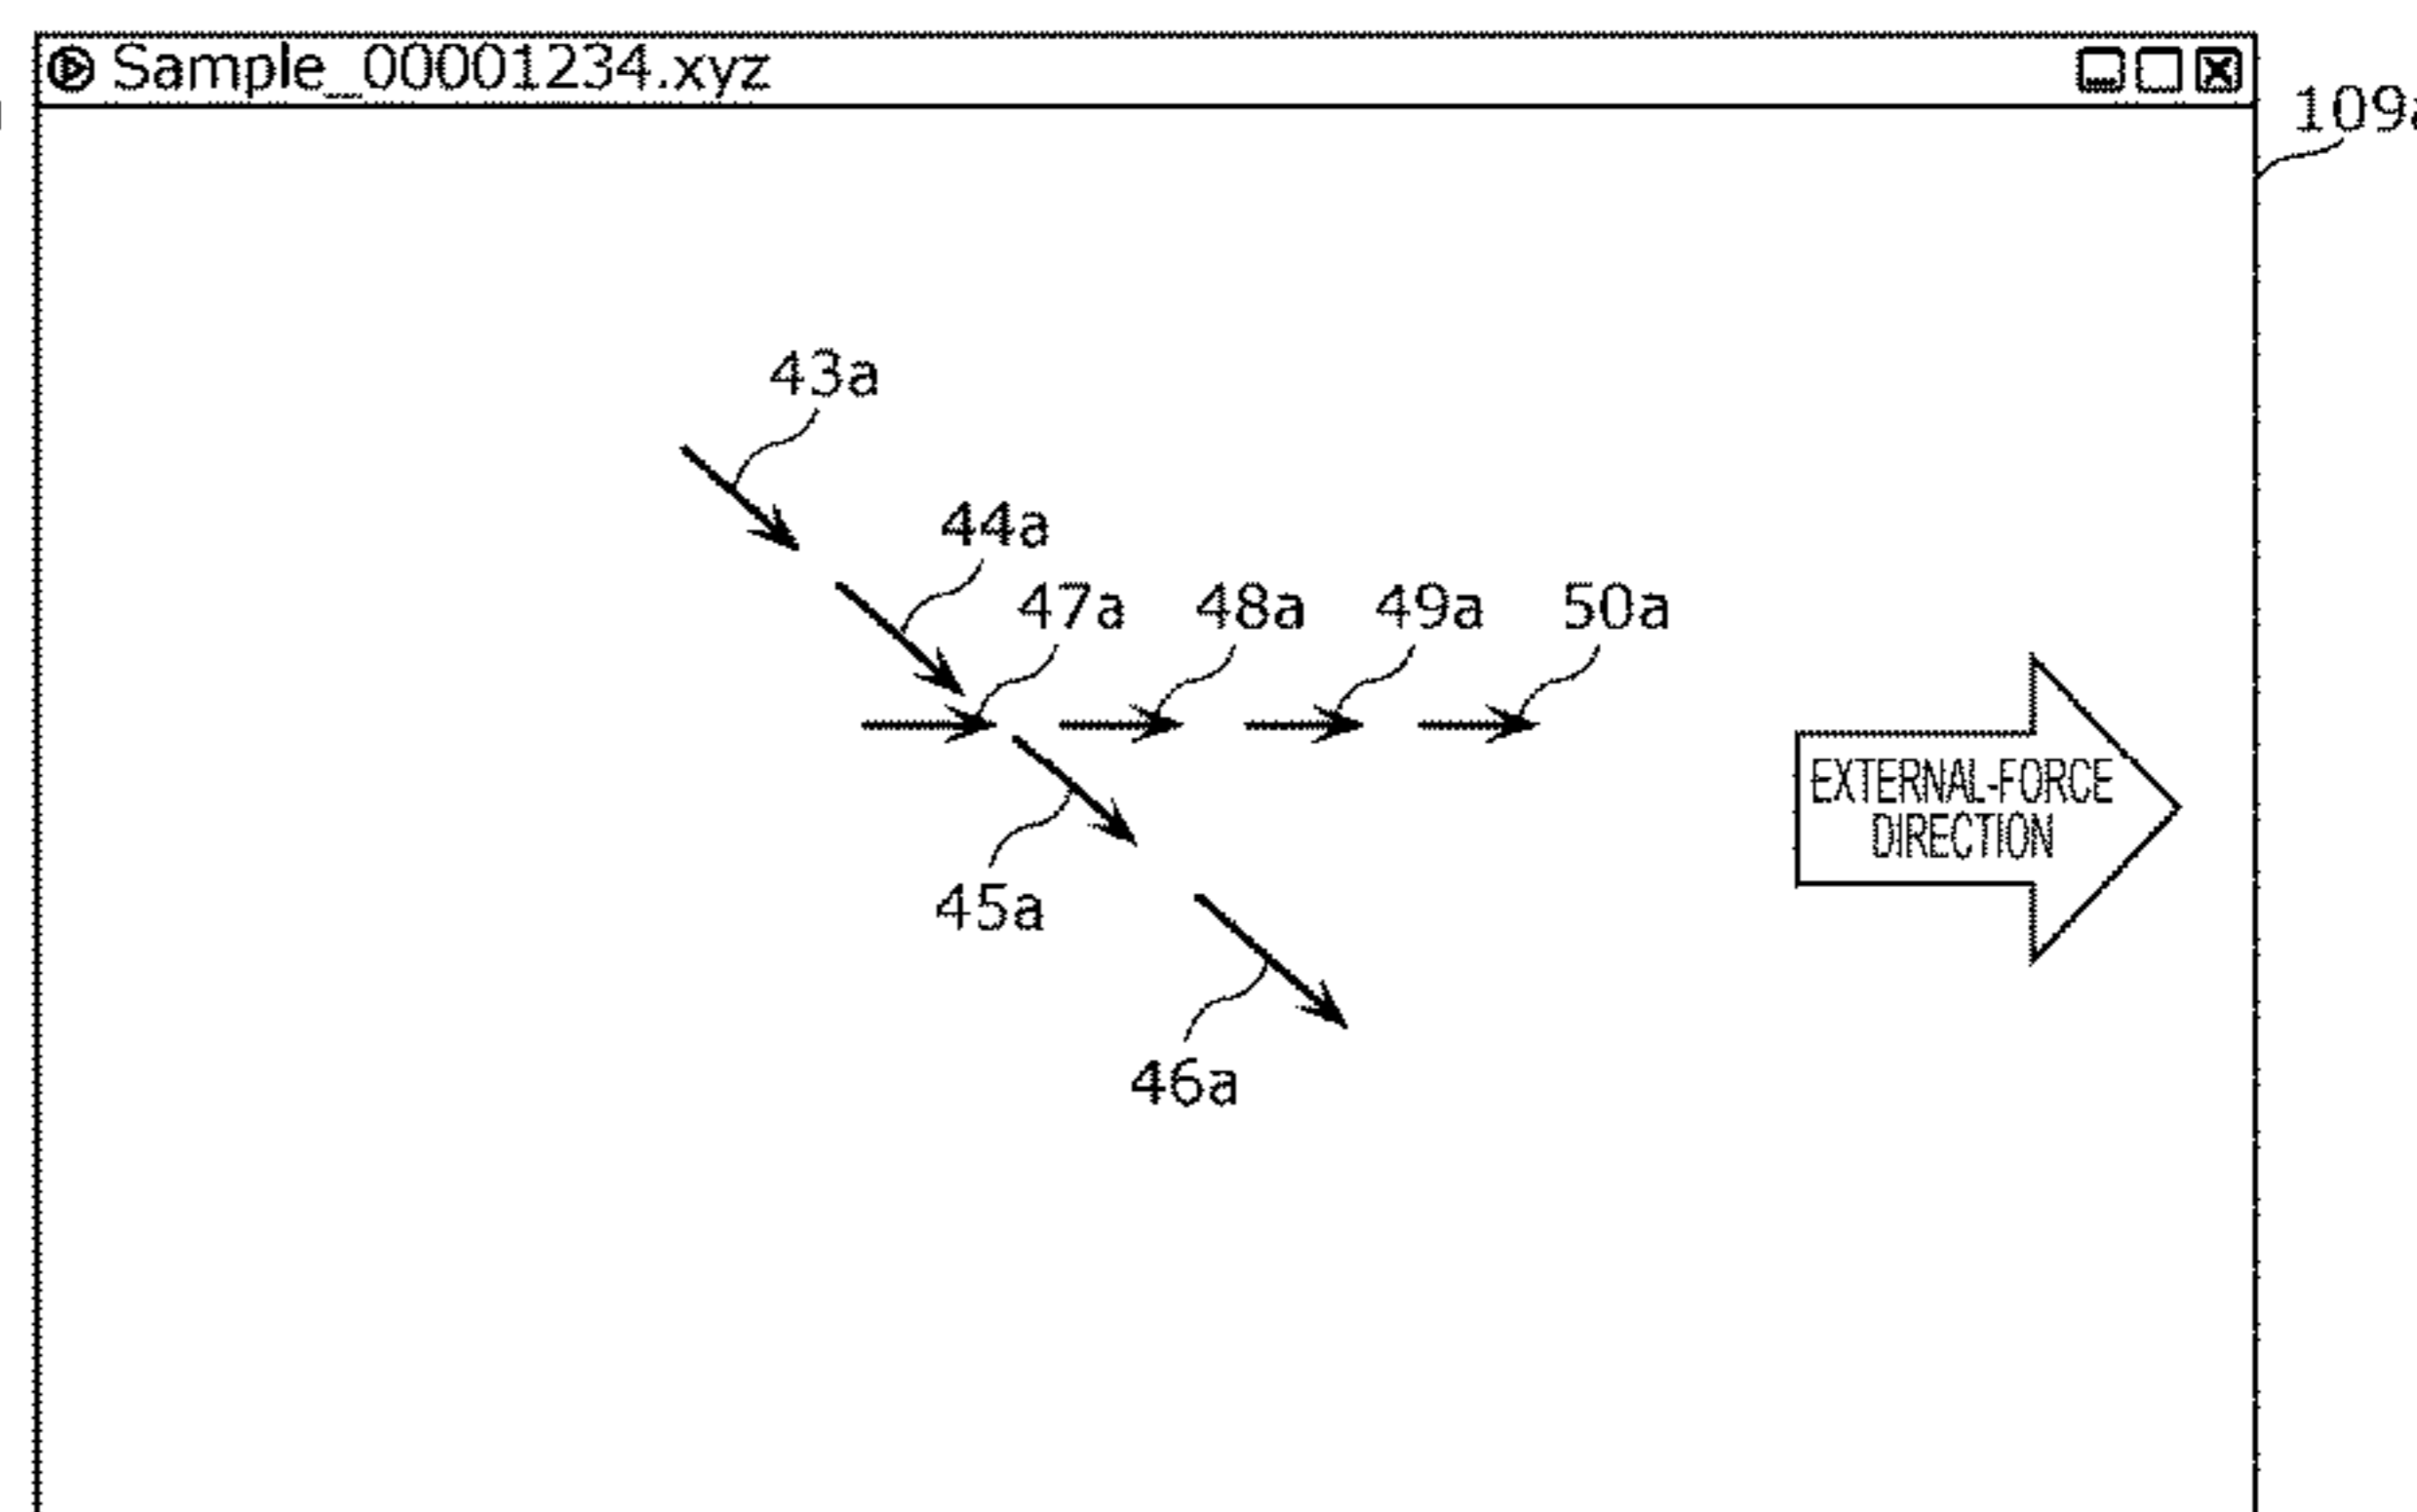 Sample_00001234.xyz
109a
43a
44a
47a 48a 49a 50a
EXTERNAL-FORCE
DIRECTION
45a
46a